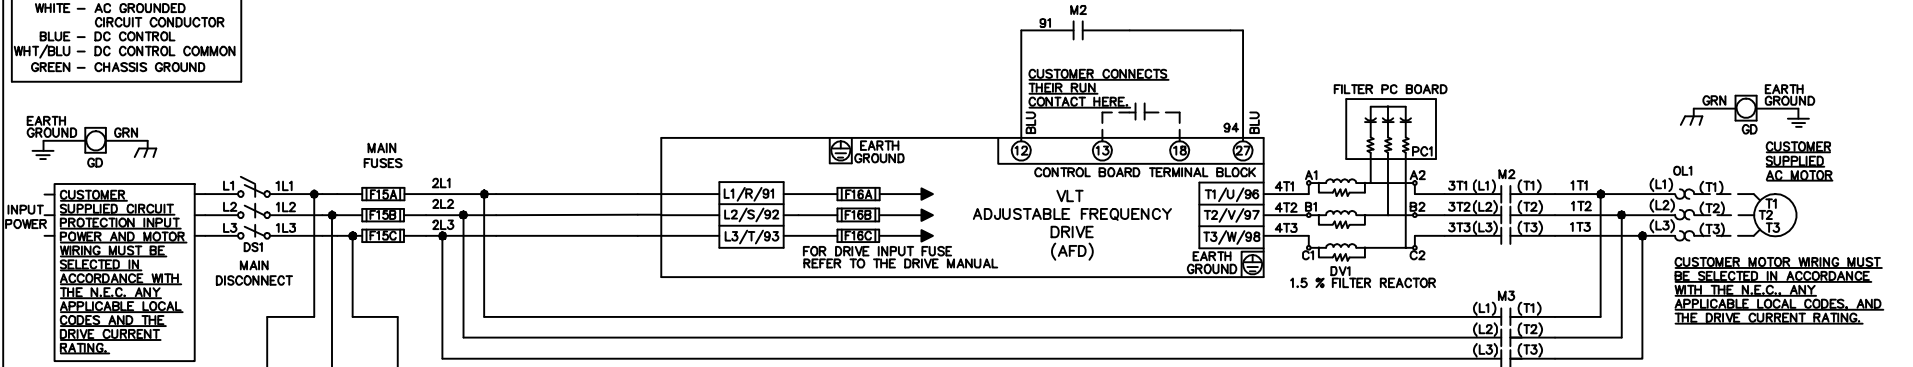 WHITE – AC GROUNDED
CIRCUIT CONDUCTOR
BLUE – DC CONTROL
WHT/BLU – DC CONTROL COMMON
GREEN – CHASSIS GROUND
EARTH
GROUND
GRN
GD
INPUT
POWER
CUSTOMER
SUPPLIED CIRCUIT
PROTECTION INPUT
POWER AND MOTOR
WIRING MUST BE
SELECTED IN
ACCORDANCE WITH
THE N.E.C. ANY
APPLICABLE LOCAL
CODES AND THE
DRIVE CURRENT
RATING.
L1
L2
L3
DS1
MAIN
DISCONNECT
1L1
1L2
1L3
MAIN
FUSES
F15A
F15B
F15C
2L1
2L2
2L3
L1/R/91
L2/S/92
L3/T/93
F16A
F16B
F16C
FOR DRIVE INPUT FUSE
REFER TO THE DRIVE MANUAL
EARTH
GROUND
91
M2
BLU
CUSTOMER CONNECTS
THEIR RUN
CONTACT HERE.
94
BLU
12
13
18
27
CONTROL BOARD TERMINAL BLOCK
VLT
ADJUSTABLE FREQUENCY
DRIVE
(AFD)
T1/U/96
T2/V/97
T3/W/98
EARTH
GROUND
4T1
4T2
4T3
FILTER PC BOARD
PC1
A1
A2
B1
B2
C1
C2
DV1
1.5 % FILTER REACTOR
M2
3T1 (L1) (T1) 1T1
3T2(L2) (T2) 1T2
3T3(L3) (T3) 1T3
M3
(L1) (T1)
(L2) (T2)
(L3) (T3)
OL1
(L1) (T1)
(L2) (T2)
(L3) (T3)
T1
T2
T3
GRN
GD
EARTH
GROUND
CUSTOMER
SUPPLIED
AC MOTOR
CUSTOMER MOTOR WIRING MUST
BE SELECTED IN ACCORDANCE
WITH THE N.E.C., ANY
APPLICABLE LOCAL CODES, AND
THE DRIVE CURRENT RATING.